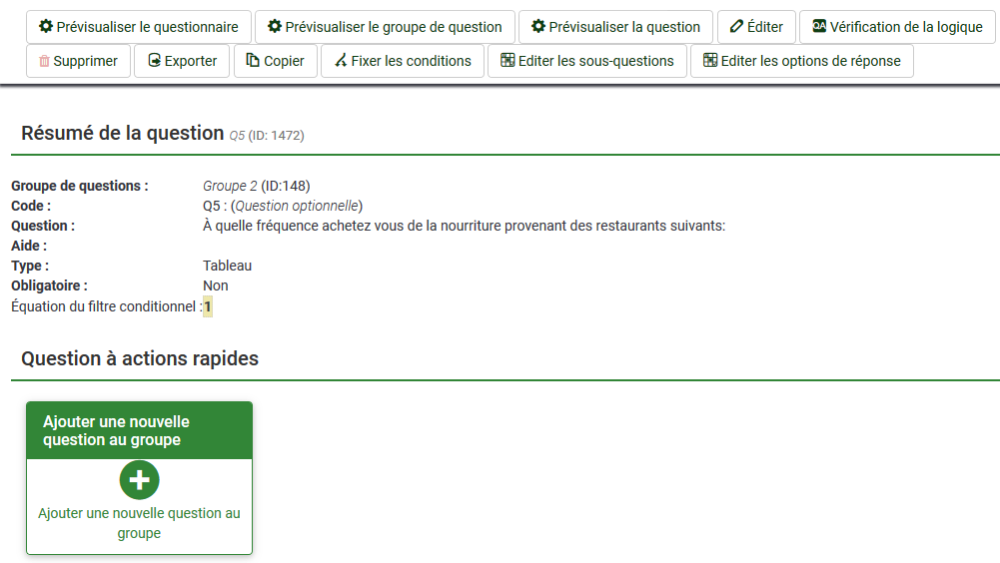 Prévisualiser le questionnaire Prévisualiser le groupe de question Prévisualiser la question Éditer QA Vérification de la logique
Supprimer Exporter Copier Fixer les conditions Editer les sous-questions Editer les options de réponse
Résumé de la question Q5 (ID: 1472)
Groupe de questions : Groupe 2 (ID:148)
Code : Q5 : (Question optionnelle)
Question : À quelle fréquence achetez vous de la nourriture provenant des restaurants suivants:
Aide :
Type : Tableau
Obligatoire : Non
Équation du filtre conditionnel : 1
Question à actions rapides
Ajouter une nouvelle
question au groupe
Ajouter une nouvelle question au
groupe